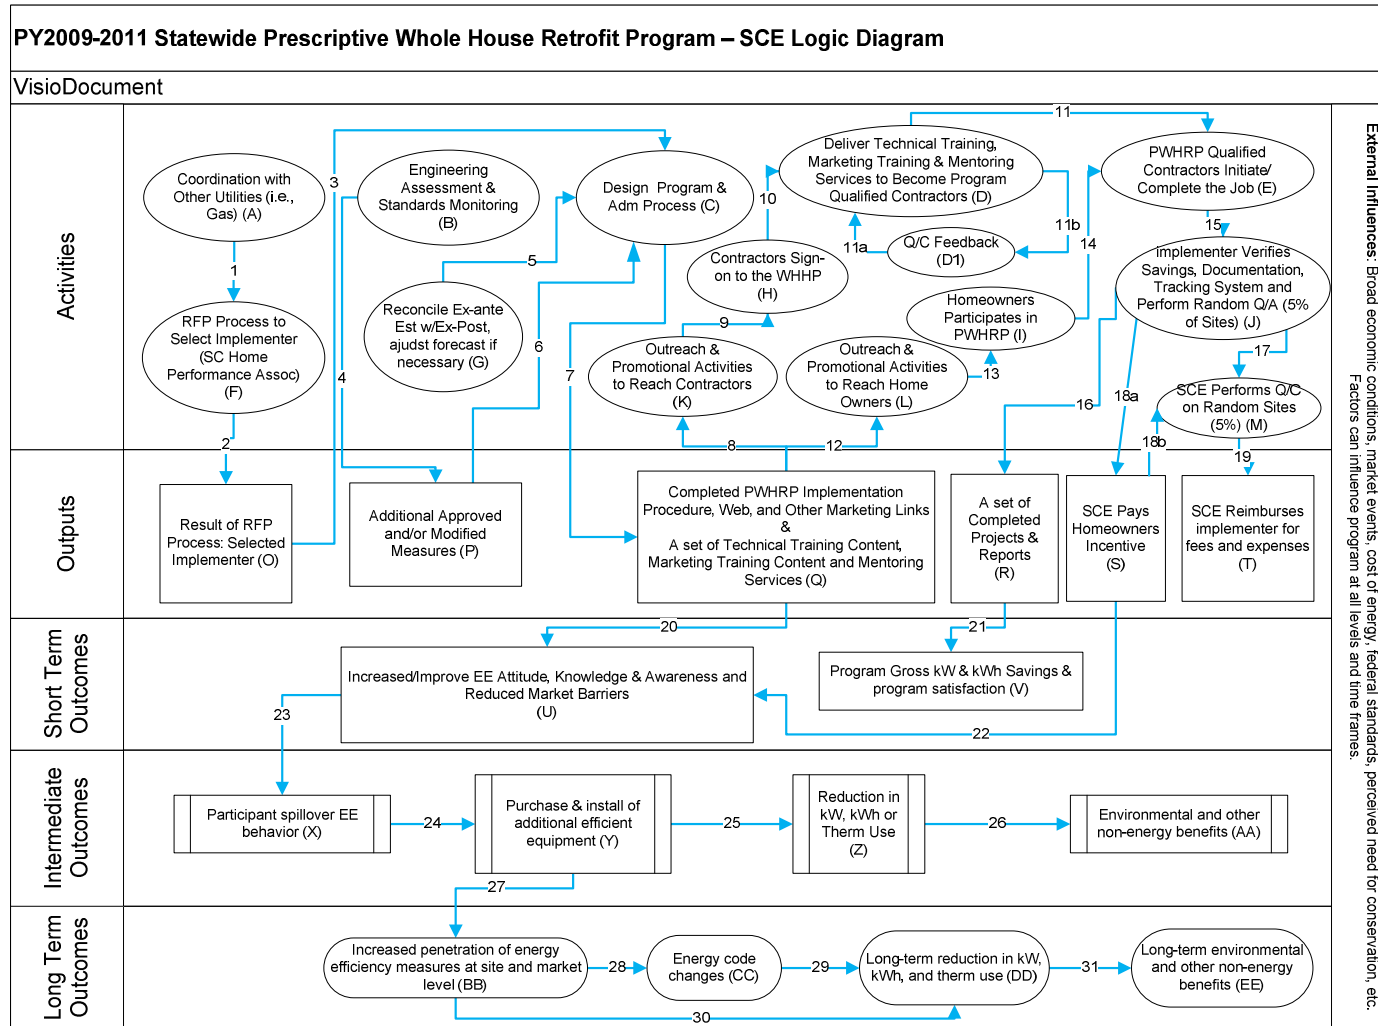 PY2009-2011 Statewide Prescriptive Whole House Retrofit Program – SCE Logic Diagram
VisioDocument
Activities
Coordination with
Other Utilities (i.e.,
Gas) (A)
Engineering
Assessment &
Standards Monitoring
(B)
Design Program &
Adm Process (C)
Deliver Technical Training,
Marketing Training & Mentoring
Services to Become Program
Qualified Contractors (D)
PWHRP Qualified
Contractors Initiate/
Complete the Job (E)
Q/C Feedback
(D1)
Contractors Sign-
on to the WHHP
(H)
implementer Verifies
Savings, Documentation,
Tracking System and
Perform Random Q/A (5%
of Sites) (J)
RFP Process to
Select Implementer
(SC Home
Performance Assoc)
(F)
Reconcile Ex-ante
Est w/Ex-Post,
ajudst forecast if
necessary (G)
Homeowners
Participates in
PWHRP (I)
Outreach &
Promotional Activities
to Reach Contractors
(K)
Outreach &
Promotional Activities
to Reach Home
Owners (L)
SCE Performs Q/C
on Random Sites
(5%) (M)
1
2
3
4
5
6
7
8
9
10
11
11a
11b
12
13
14
15
16
17
18a
18b
19
Outputs
Result of RFP
Process: Selected
Implementer (O)
Additional Approved
and/or Modified
Measures (P)
Completed PWHRP Implementation
Procedure, Web, and Other Marketing Links
&
A set of Technical Training Content,
Marketing Training Content and Mentoring
Services (Q)
A set of
Completed
Projects &
Reports
(R)
SCE Pays
Homeowners
Incentive
(S)
SCE Reimburses
implementer for
fees and expenses
(T)
20
21
Short Term
Outcomes
Increased/Improve EE Attitude, Knowledge & Awareness and
Reduced Market Barriers
(U)
Program Gross kW & kWh Savings &
program satisfaction (V)
22
23
Intermediate
Outcomes
Participant spillover EE
behavior (X)
24
Purchase & install of
additional efficient
equipment (Y)
25
Reduction in
kW, kWh or
Therm Use
(Z)
26
Environmental and other
non-energy benefits (AA)
27
Long Term
Outcomes
Increased penetration of energy
efficiency measures at site and market
level (BB)
28
Energy code
changes (CC)
29
Long-term reduction in kW,
kWh, and therm use (DD)
31
Long-term environmental
and other non-energy
benefits (EE)
30
External Influences: Broad economic conditions, market events, cost of energy, federal standards, perceived need for conservation, etc.
Factors can influence program at all levels and time frames.